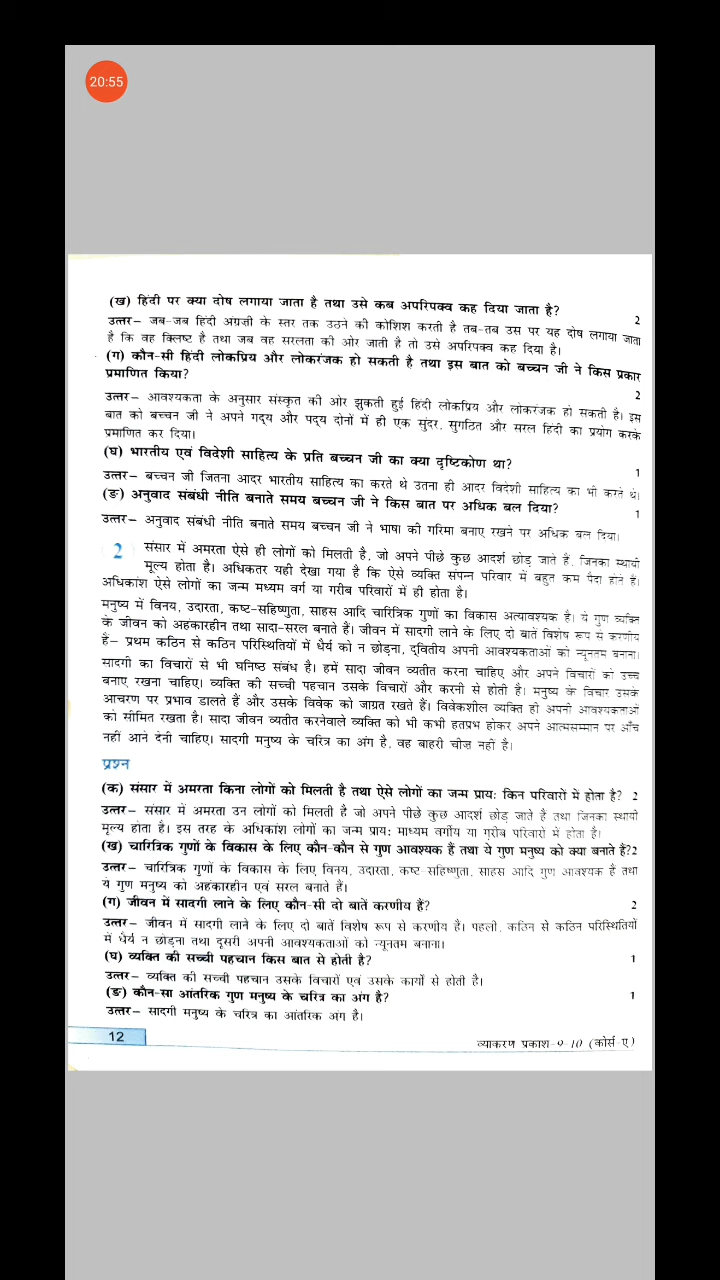 20:55
(ख) हिंदी पर क्या दोष लगाया जाता है तथा उसे कब अपरिपक्व कह दिया जाता है? 2
उत्तर– जब-जब हिंदी अंग्रेज़ी के स्तर तक उठने की कोशिश करती है तब-तब उस पर यह दोष लगाया जाता
है कि वह क्लिष्ट है तथा जब वह सरलता की ओर जाती है तो उसे अपरिपक्व कह दिया है।
(ग) कौन-सी हिंदी लोकप्रिय और लोकरंजक हो सकती है तथा इस बात को बच्चन जी ने किस प्रकार
प्रमाणित किया? 2
उत्तर– आवश्यकता के अनुसार संस्कृत की ओर झुकती हुई हिंदी लोकप्रिय और लोकरंजक हो सकती है। इस
बात को बच्चन जी ने अपने गद्य और पद्य दोनों में ही एक सुंदर, सुगठित और सरल हिंदी का प्रयोग करके
प्रमाणित कर दिया।
(घ) भारतीय एवं विदेशी साहित्य के प्रति बच्चन जी का क्या दृष्टिकोण था? 1
उत्तर– बच्चन जी जितना आदर भारतीय साहित्य का करते थे उतना ही आदर विदेशी साहित्य का भी करते थे।
(ङ) अनुवाद संबंधी नीति बनाते समय बच्चन जी ने किस बात पर अधिक बल दिया? 1
उत्तर– अनुवाद संबंधी नीति बनाते समय बच्चन जी ने भाषा की गरिमा बनाए रखने पर अधिक बल दिया।
2 संसार में अमरता ऐसे ही लोगों को मिलती है, जो अपने पीछे कुछ आदर्श छोड़ जाते हैं, जिनका स्थायी
मूल्य होता है। अधिकतर यही देखा गया है कि ऐसे व्यक्ति संपन्न परिवार में बहुत कम पैदा होते हैं।
अधिकांश ऐसे लोगों का जन्म मध्यम वर्ग या गरीब परिवारों में ही होता है।
मनुष्य में विनय, उदारता, कष्ट-सहिष्णुता, साहस आदि चारित्रिक गुणों का विकास अत्यावश्यक है। ये गुण व्यक्ति
के जीवन को अहंकारहीन तथा सादा-सरल बनाते हैं। जीवन में सादगी लाने के लिए दो बातें विशेष रूप से करणीय
हैं– प्रथम कठिन से कठिन परिस्थितियों में धैर्य को न छोड़ना, द्वितीय अपनी आवश्यकताओं को न्यूनतम बनाना।
सादगी का विचारों से भी घनिष्ठ संबंध है। हमें सादा जीवन व्यतीत करना चाहिए और अपने विचारों को उच्च
बनाए रखना चाहिए। व्यक्ति की सच्ची पहचान उसके विचारों और करनी से होती है। मनुष्य के विचार उसके
आचरण पर प्रभाव डालते हैं और उसके विवेक को जाग्रत रखते हैं। विवेकशील व्यक्ति ही अपनी आवश्यकताओं
को सीमित रखता है। सादा जीवन व्यतीत करनेवाले व्यक्ति को भी कभी हतप्रभ होकर अपने आत्मसम्मान पर आँच
नहीं आने देनी चाहिए। सादगी मनुष्य के चरित्र का अंग है, वह बाहरी चीज़ नहीं है।
प्रश्न
(क) संसार में अमरता किना लोगों को मिलती है तथा ऐसे लोगों का जन्म प्रायः किन परिवारों में होता है? 2
उत्तर– संसार में अमरता उन लोगों को मिलती है जो अपने पीछे कुछ आदर्श छोड़ जाते हैं तथा जिनका स्थायी
मूल्य होता है। इस तरह के अधिकांश लोगों का जन्म प्रायः माध्यम वर्गीय या ग़रीब परिवारों में होता है।
(ख) चारित्रिक गुणों के विकास के लिए कौन-कौन से गुण आवश्यक हैं तथा ये गुण मनुष्य को क्या बनाते हैं?2
उत्तर– चारित्रिक गुणों के विकास के लिए विनय, उदारता, कष्ट-सहिष्णुता, साहस आदि गुण आवश्यक है तथा
ये गुण मनुष्य को अहंकारहीन एवं सरल बनाते हैं।
(ग) जीवन में सादगी लाने के लिए कौन-सी दो बातें करणीय हैं? 2
उत्तर– जीवन में सादगी लाने के लिए दो बातें विशेष रूप से करणीय हैं। पहली, कठिन से कठिन परिस्थितियों
में धैर्य न छोड़ना तथा दूसरी अपनी आवश्यकताओं को न्यूनतम बनाना।
(घ) व्यक्ति की सच्ची पहचान किस बात से होती है? 1
उत्तर– व्यक्ति की सच्ची पहचान उसके विचारों एवं उसके कार्यों से होती है।
(ङ) कौन-सा आंतरिक गुण मनुष्य के चरित्र का अंग है? 1
उत्तर– सादगी मनुष्य के चरित्र का आंतरिक अंग है।
12 व्याकरण प्रकाश-9-10 (कोर्स-ए)